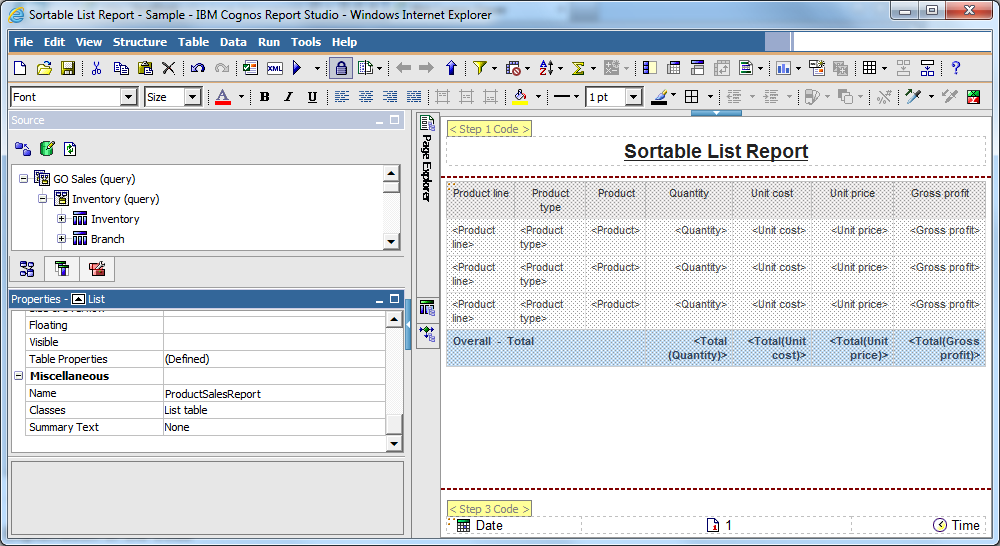 Sortable List Report - Sample - IBM Cognos Report Studio - Windows Internet Explorer
File Edit View Structure Table Data Run Tools Help
XML
Font Size A B I U 1 pt
Source
< Step 1 Code >
Sortable List Report
Page Explorer
GO Sales (query)
Inventory (query)
Inventory
Branch
Product line Product type Product Quantity Unit cost Unit price Gross profit
<Product line> <Product type> <Product> <Quantity> <Unit cost> <Unit price> <Gross profit>
<Product line> <Product type> <Product> <Quantity> <Unit cost> <Unit price> <Gross profit>
<Product line> <Product type> <Product> <Quantity> <Unit cost> <Unit price> <Gross profit>
Overall - Total <Total (Quantity)> <Total(Unit cost)> <Total(Unit price)> <Total(Gross profit)>
Properties - List
Floating
Visible
Table Properties (Defined)
Miscellaneous
Name ProductSalesReport
Classes List table
Summary Text None
< Step 3 Code >
Date 1 Time